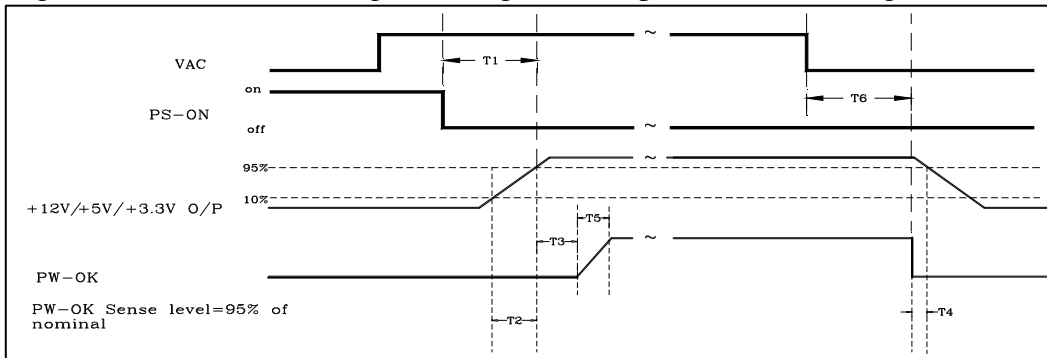 VAC
T1
T6
on
PS-ON
off
95%
10%
+12V/+5V/+3.3V O/P
T5
T3
PW-OK
PW-OK Sense level=95% of
nominal
T2
T4
~
~
~
~